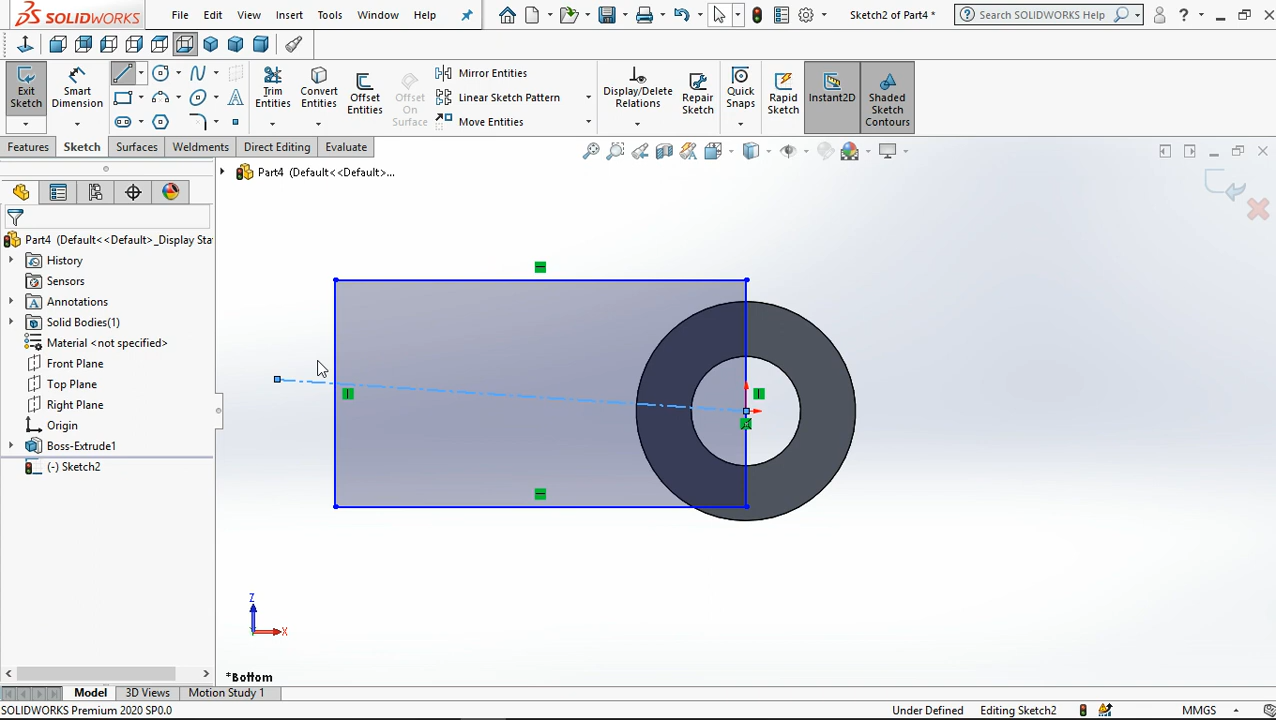 SOLIDWORKS File Edit View Insert Tools Window Help Sketch2 of Part4 * Search SOLIDWORKS Help ?
Exit Sketch
Smart Dimension
Trim Entities
Convert Entities
Offset Entities
Offset On Surface
Mirror Entities
Linear Sketch Pattern
Move Entities
Display/Delete Relations
Repair Sketch
Quick Snaps
Rapid Sketch
Instant2D
Shaded Sketch Contours
Features Sketch Surfaces Weldments Direct Editing Evaluate
Part4 (Default<<Default>...
Part4 (Default<<Default>_Display Sta
History
Sensors
Annotations
Solid Bodies(1)
Material <not specified>
Front Plane
Top Plane
Right Plane
Origin
Boss-Extrude1
(-) Sketch2
Z
X
*Bottom
Model 3D Views Motion Study 1
SOLIDWORKS Premium 2020 SP0.0 Under Defined Editing Sketch2 MMGS